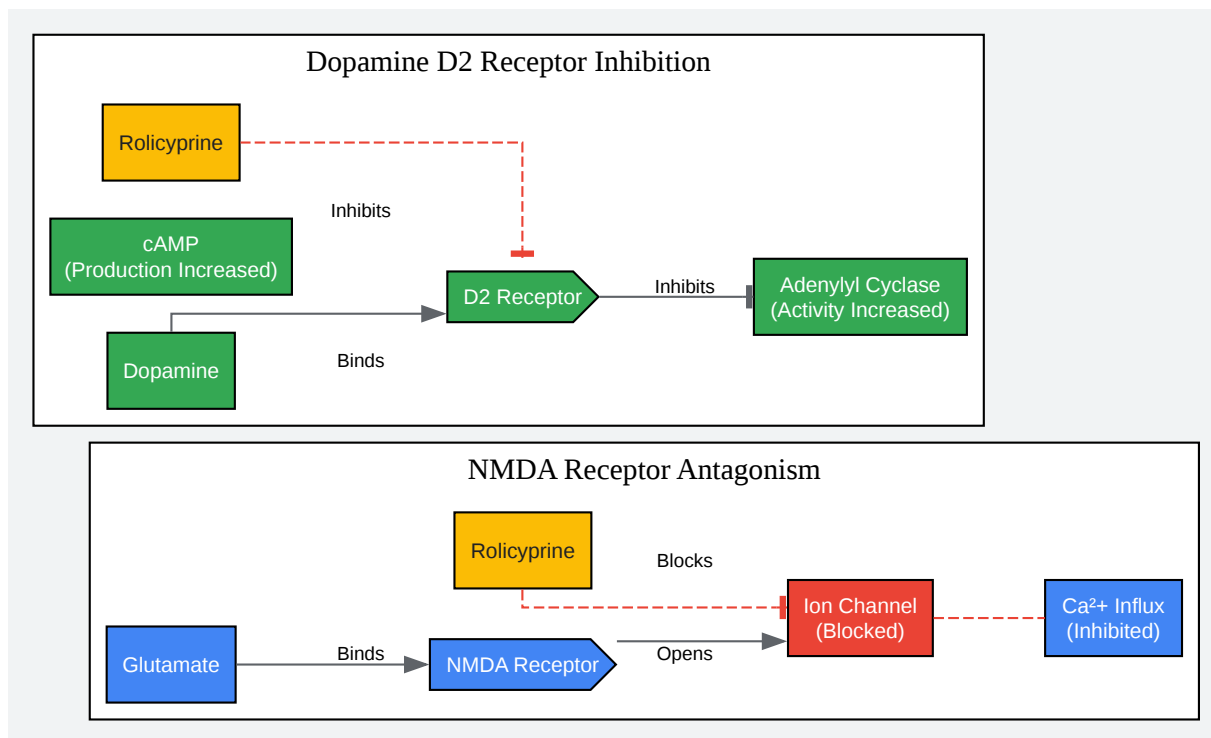 Dopamine D2 Receptor Inhibition
Rolicyprine
Inhibits
cAMP
(Production Increased)
D2 Receptor
Inhibits
Adenylyl Cyclase
(Activity Increased)
Binds
Dopamine
NMDA Receptor Antagonism
Rolicyprine
Blocks
Ion Channel
(Blocked)
Ca²+ Influx
(Inhibited)
Glutamate
Binds
NMDA Receptor
Opens